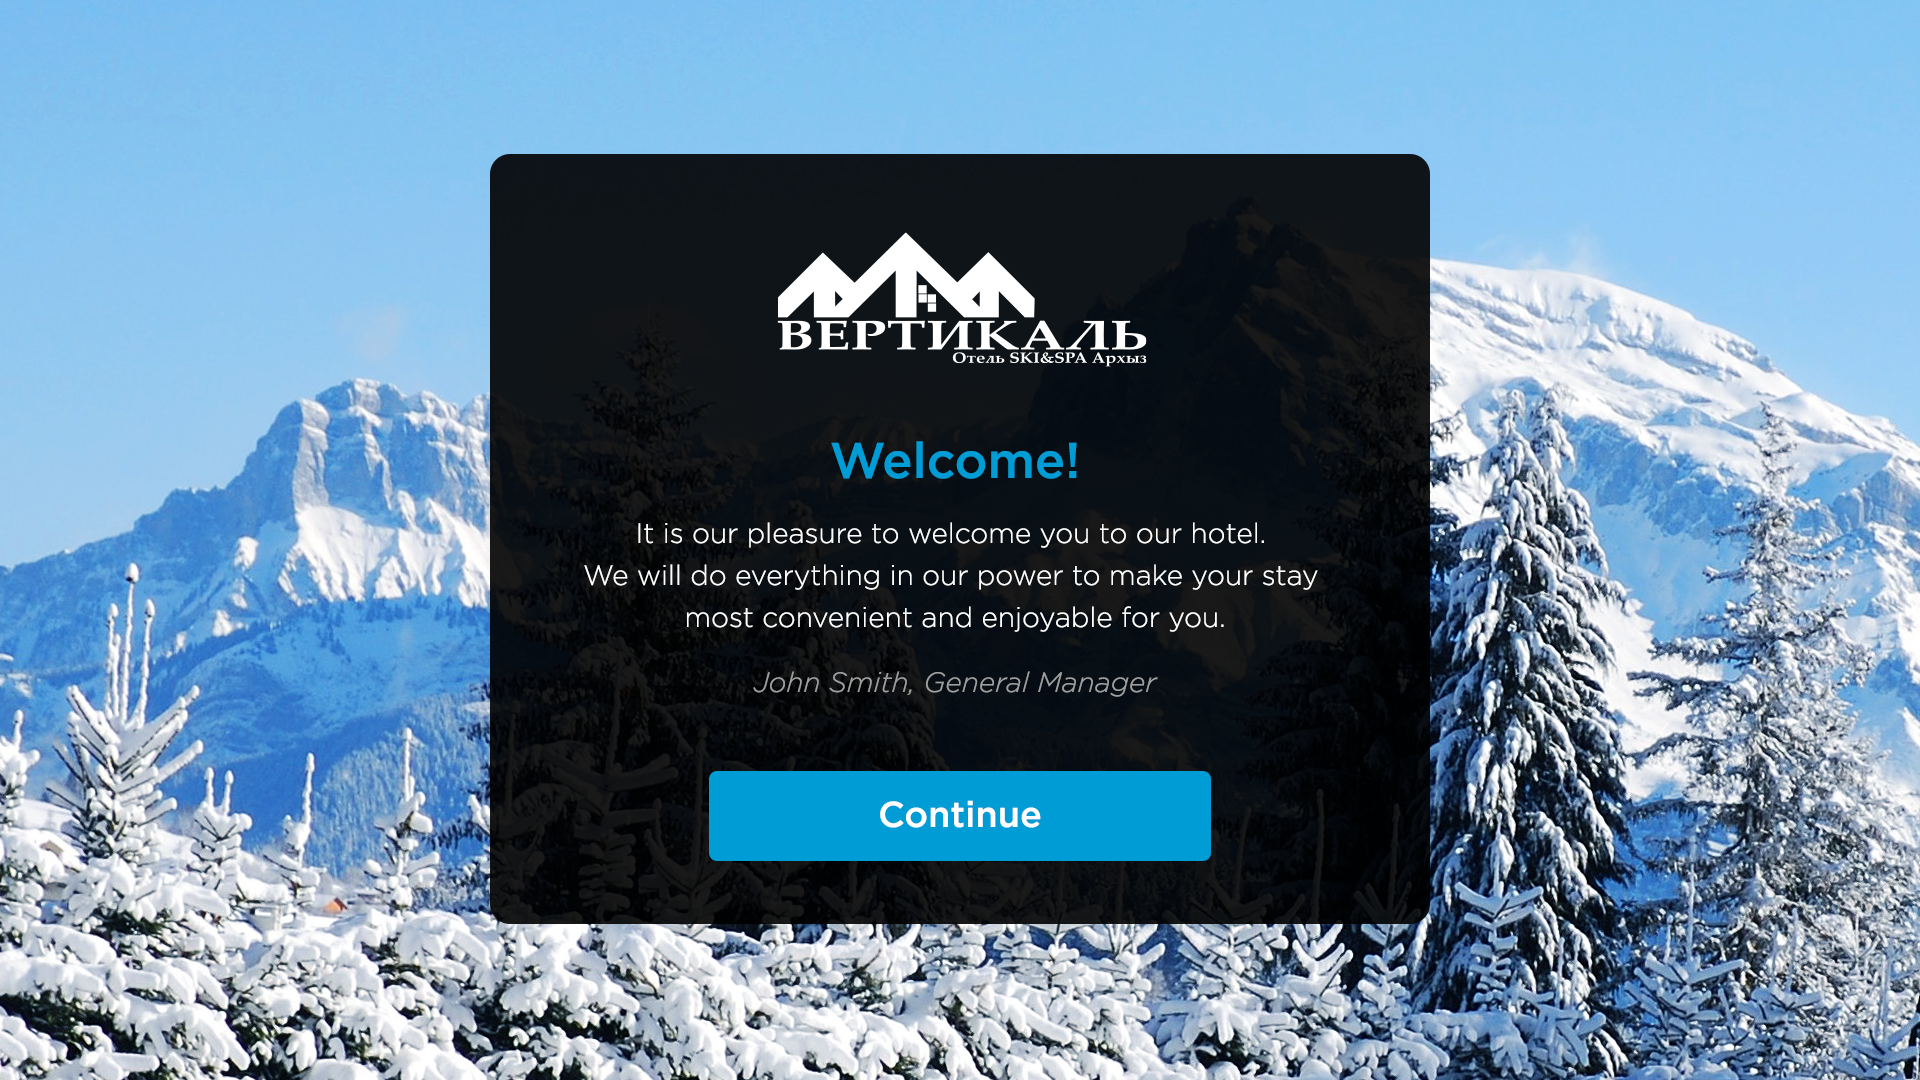 ВЕРТИКАЛЬ
Отель SKI&SPA Архыз
Welcome!
It is our pleasure to welcome you to our hotel.
We will do everything in our power to make your stay
most convenient and enjoyable for you.
John Smith, General Manager
Continue